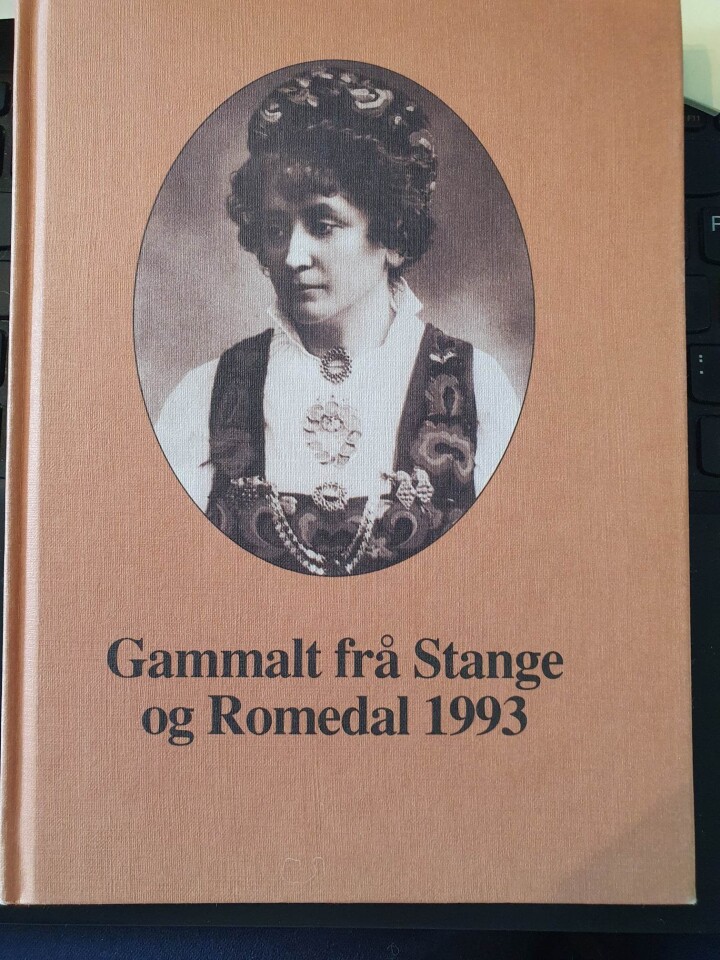 Gammalt frå Stange
og Romedal 1993